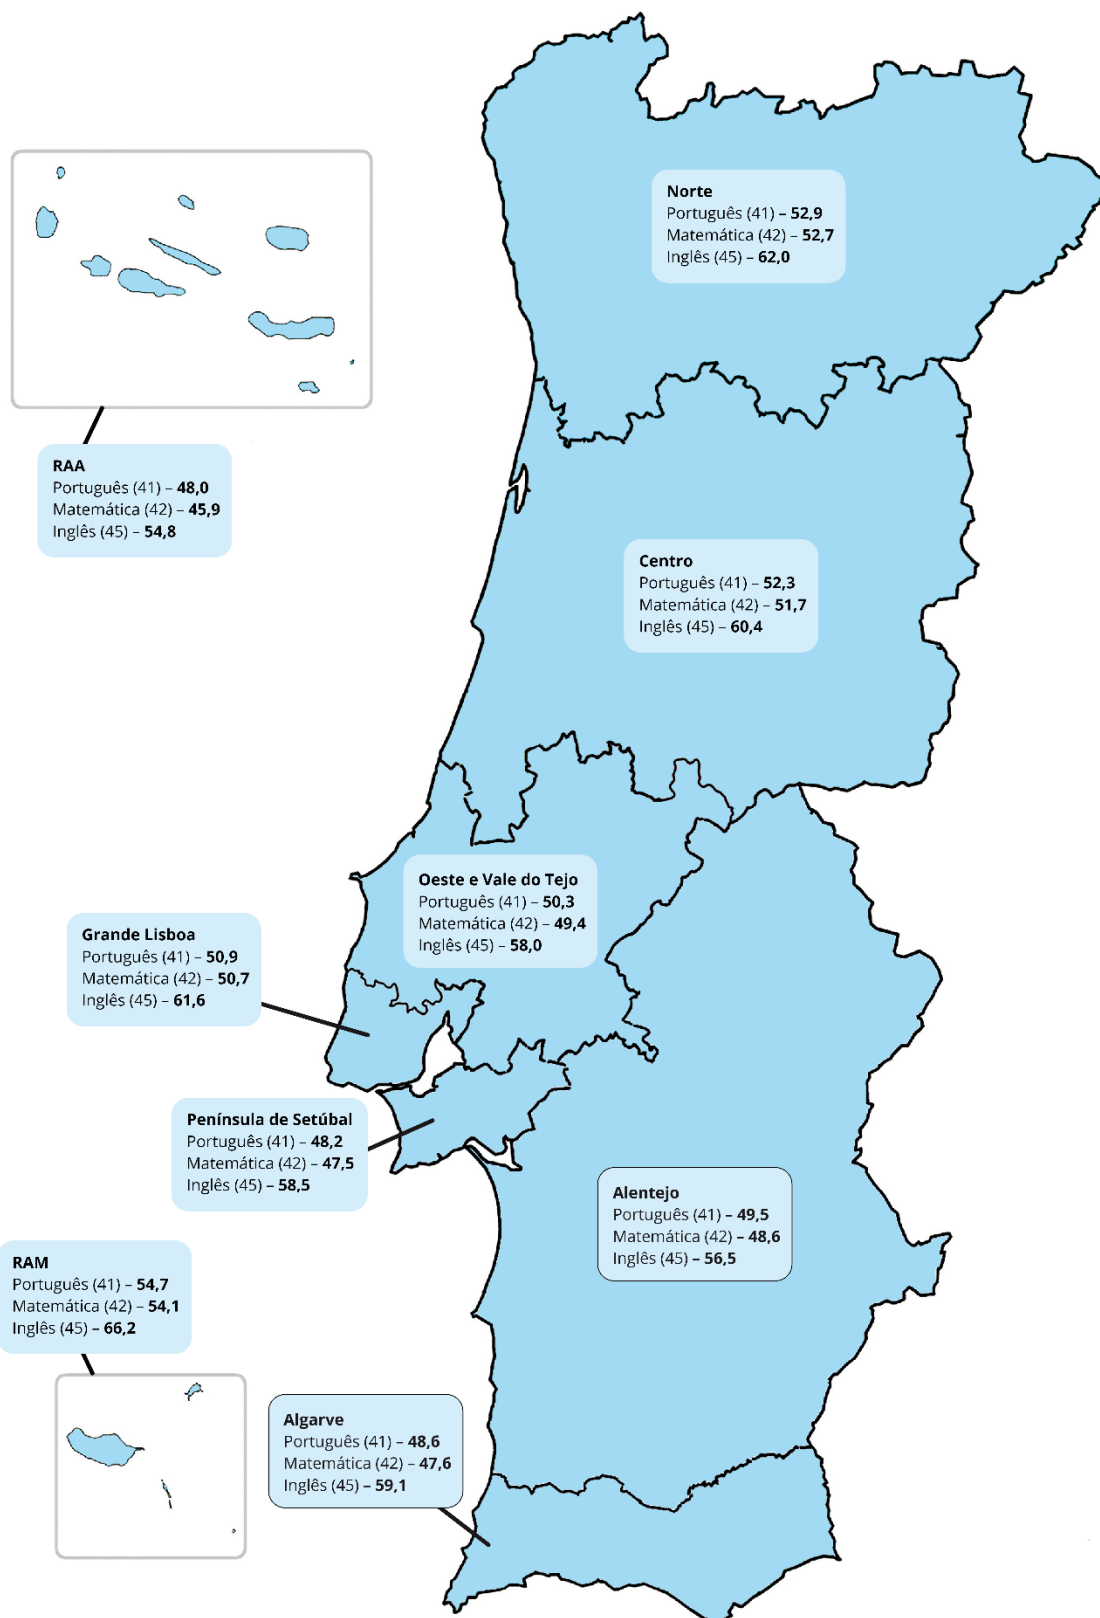 Norte
Português (41) – 52,9
Matemática (42) – 52,7
Inglês (45) – 62,0
RAA
Português (41) – 48,0
Matemática (42) – 45,9
Inglês (45) – 54,8
Centro
Português (41) – 52,3
Matemática (42) – 51,7
Inglês (45) – 60,4
Oeste e Vale do Tejo
Português (41) – 50,3
Matemática (42) – 49,4
Inglês (45) – 58,0
Grande Lisboa
Português (41) – 50,9
Matemática (42) – 50,7
Inglês (45) – 61,6
Península de Setúbal
Português (41) – 48,2
Matemática (42) – 47,5
Inglês (45) – 58,5
Alentejo
Português (41) – 49,5
Matemática (42) – 48,6
Inglês (45) – 56,5
RAM
Português (41) – 54,7
Matemática (42) – 54,1
Inglês (45) – 66,2
Algarve
Português (41) – 48,6
Matemática (42) – 47,6
Inglês (45) – 59,1